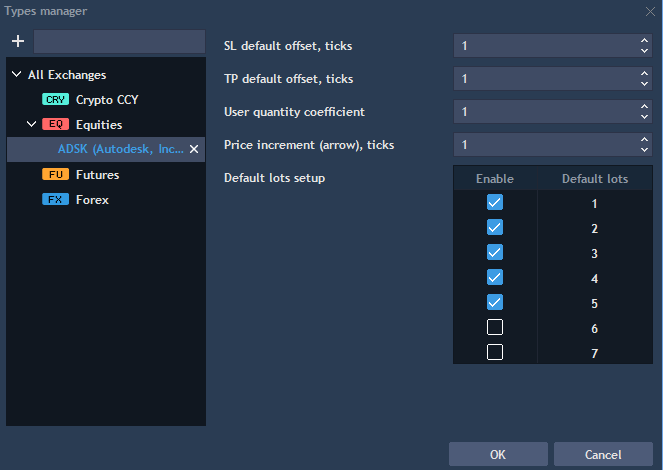 Types manager
All Exchanges
CRY Crypto CCY
EQ Equities
ADSK (Autodesk, Inc...
FU Futures
FX Forex
SL default offset, ticks 1
TP default offset, ticks 1
User quantity coefficient 1
Price increment (arrow), ticks 1
Default lots setup
Enable Default lots
1
2
3
4
5
6
7
OK Cancel